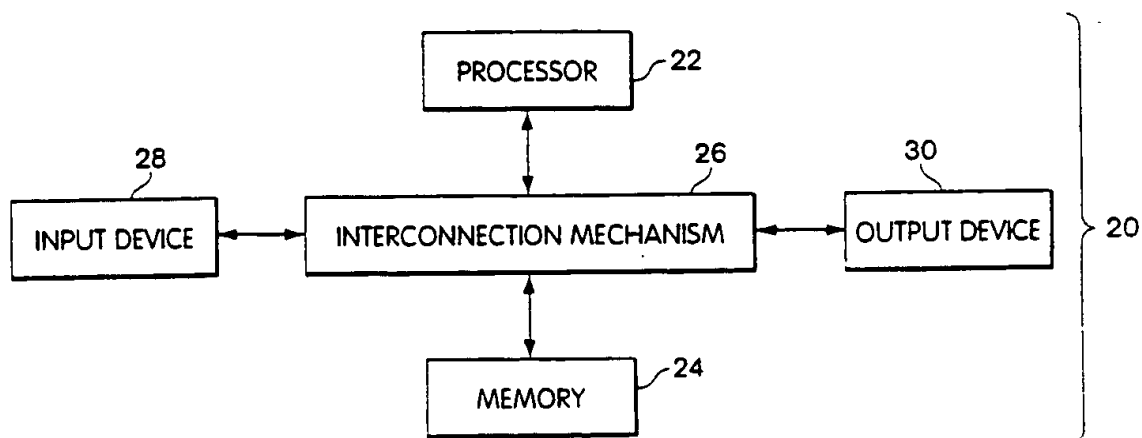 PROCESSOR
22
28
26
30
INPUT DEVICE
INTERCONNECTION MECHANISM
OUTPUT DEVICE
20
MEMORY
24